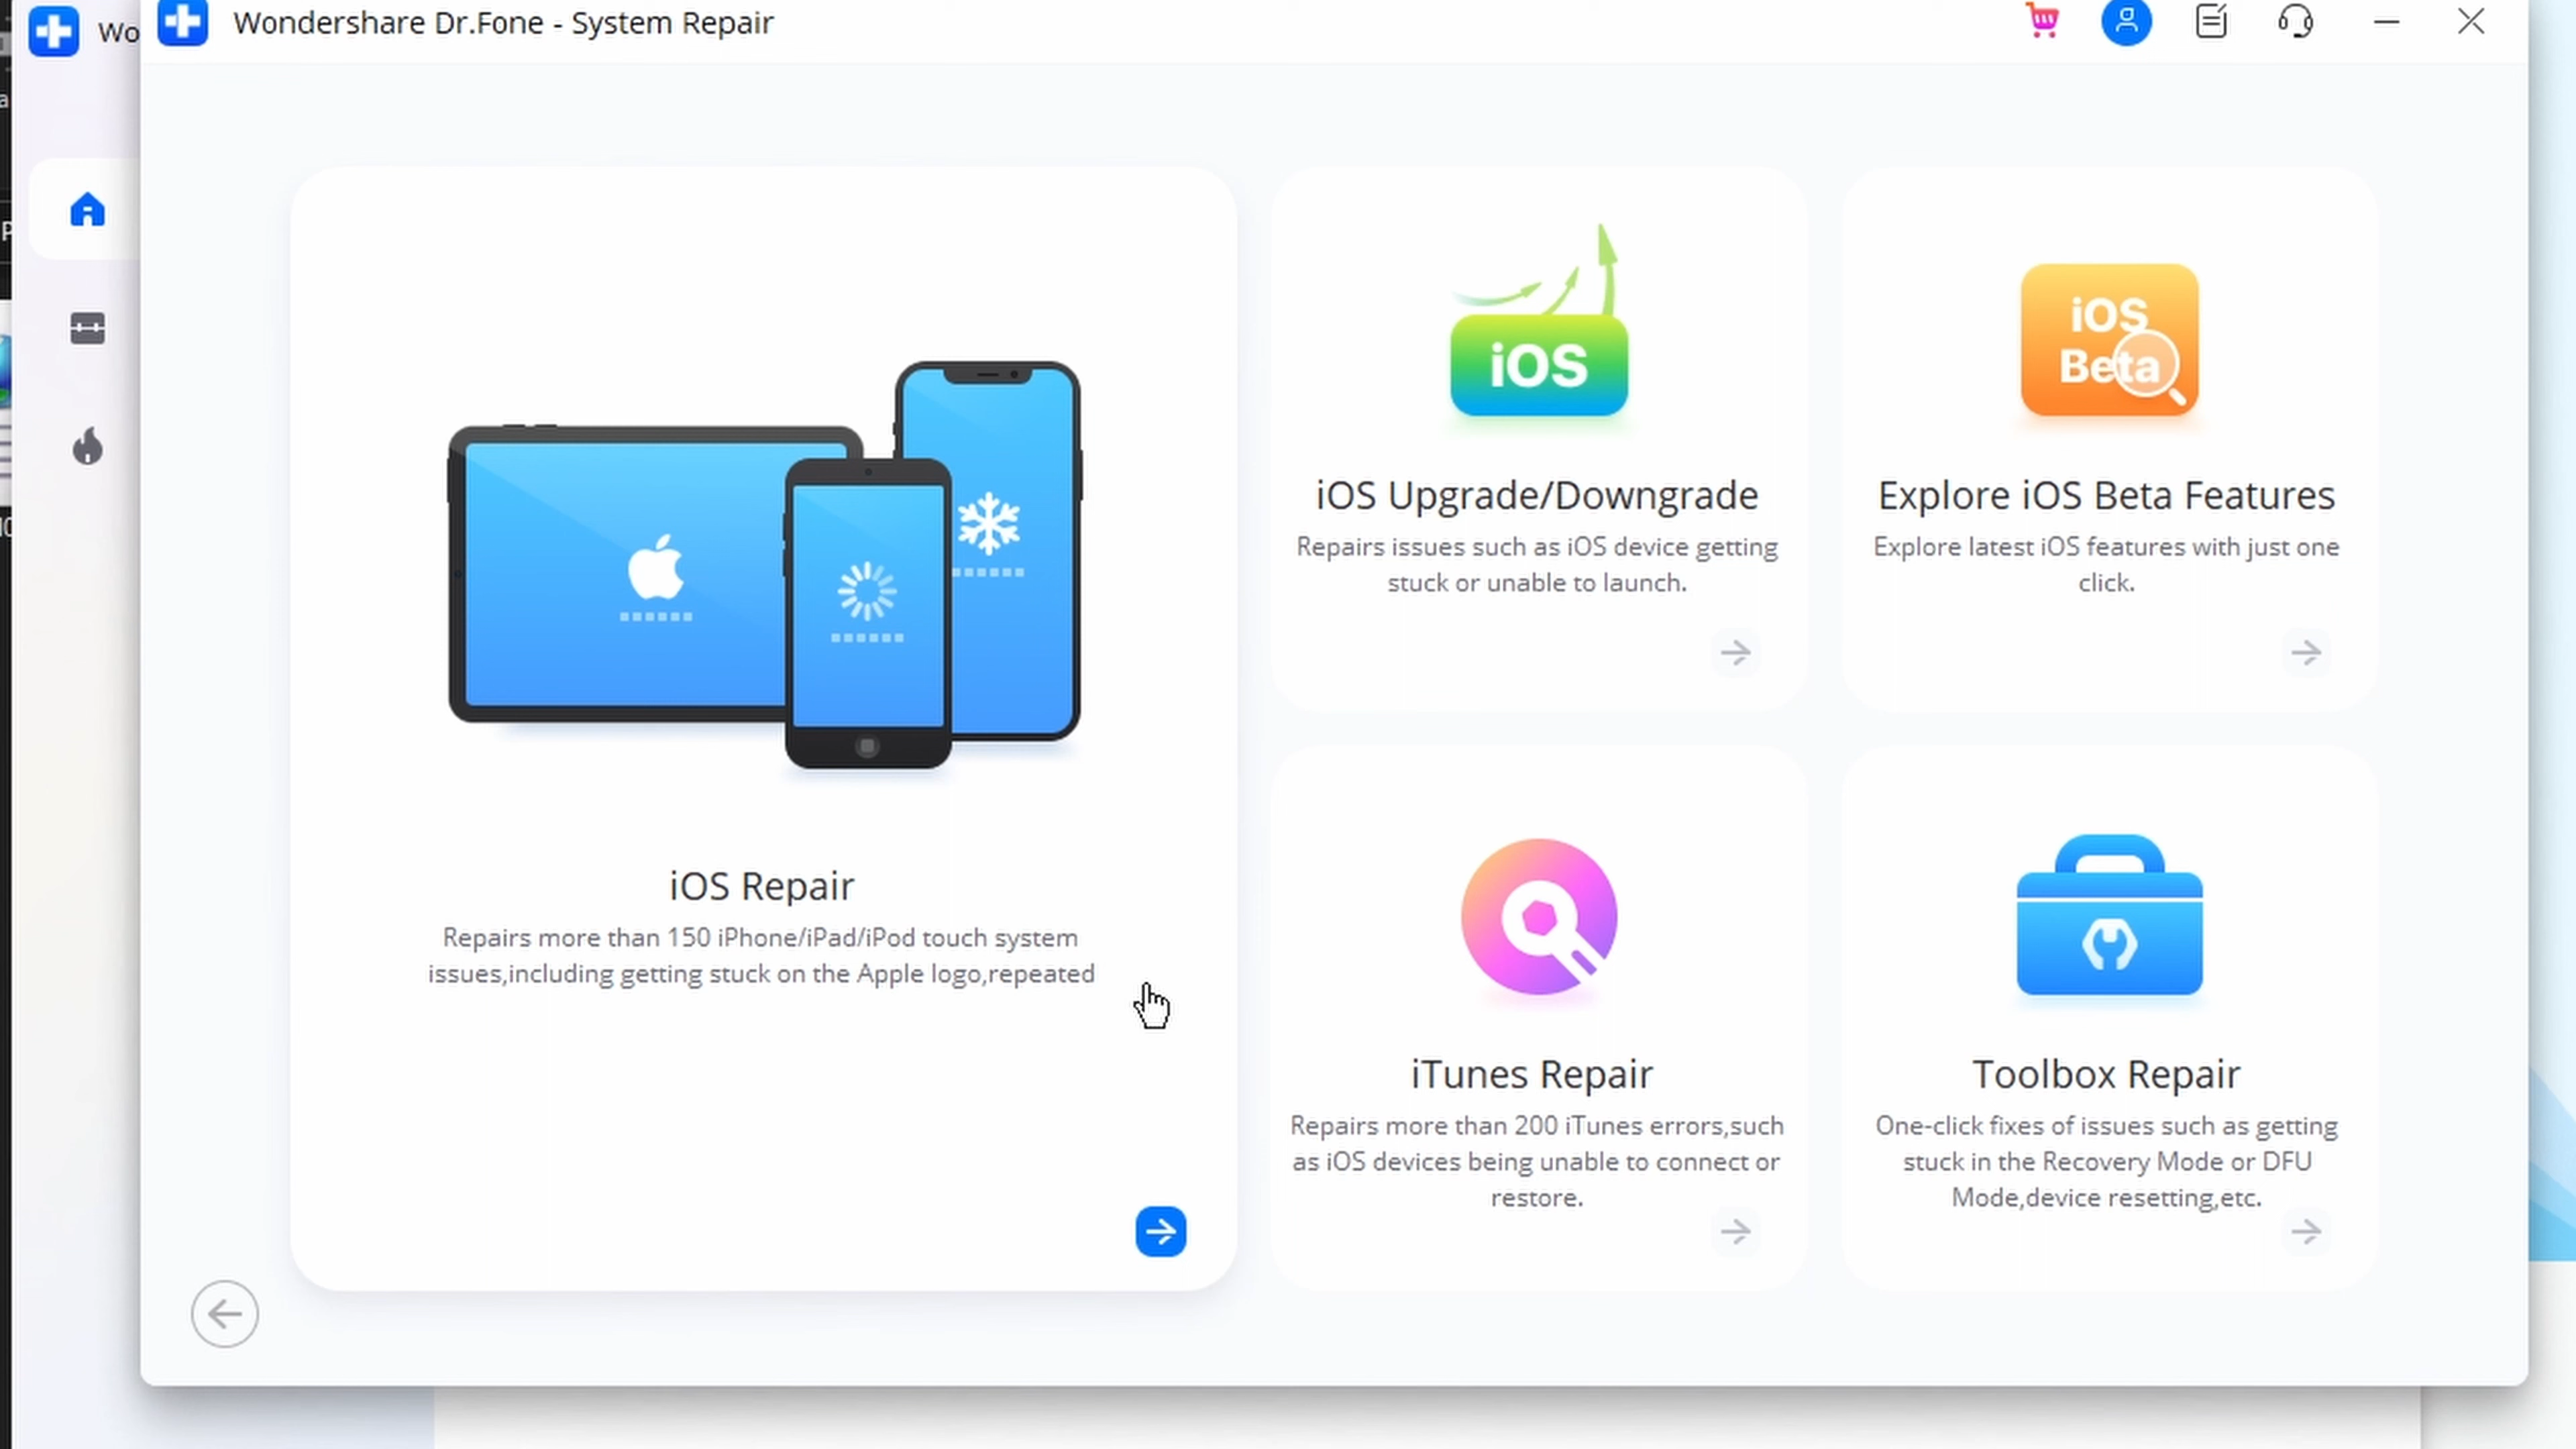 Wo
Wondershare Dr.Fone - System Repair
iOS
iOS
Beta
iOS Upgrade/Downgrade
Repairs issues such as iOS device getting
stuck or unable to launch.
Explore iOS Beta Features
Explore latest iOS features with just one
click.
iOS Repair
Repairs more than 150 iPhone/iPad/iPod touch system
issues,including getting stuck on the Apple logo,repeated
iTunes Repair
Repairs more than 200 iTunes errors,such
as iOS devices being unable to connect or
restore.
Toolbox Repair
One-click fixes of issues such as getting
stuck in the Recovery Mode or DFU
Mode,device resetting,etc.